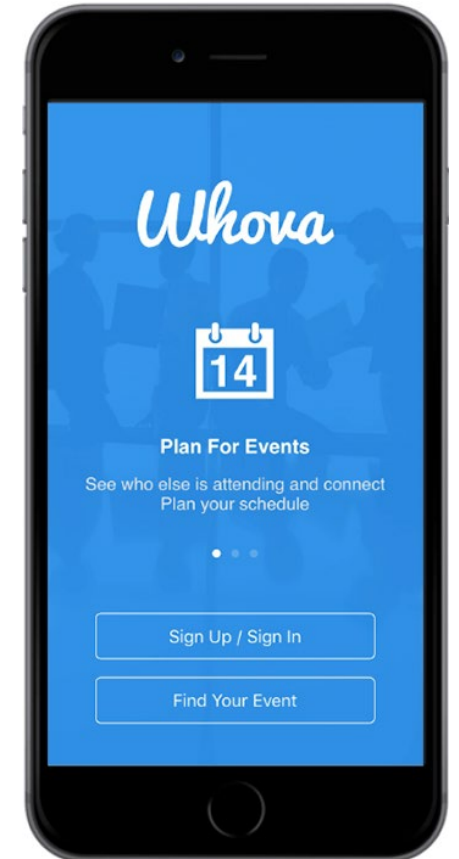 Whova
14
Plan For Events
See who else is attending and connect
Plan your schedule
Sign Up / Sign In
Find Your Event